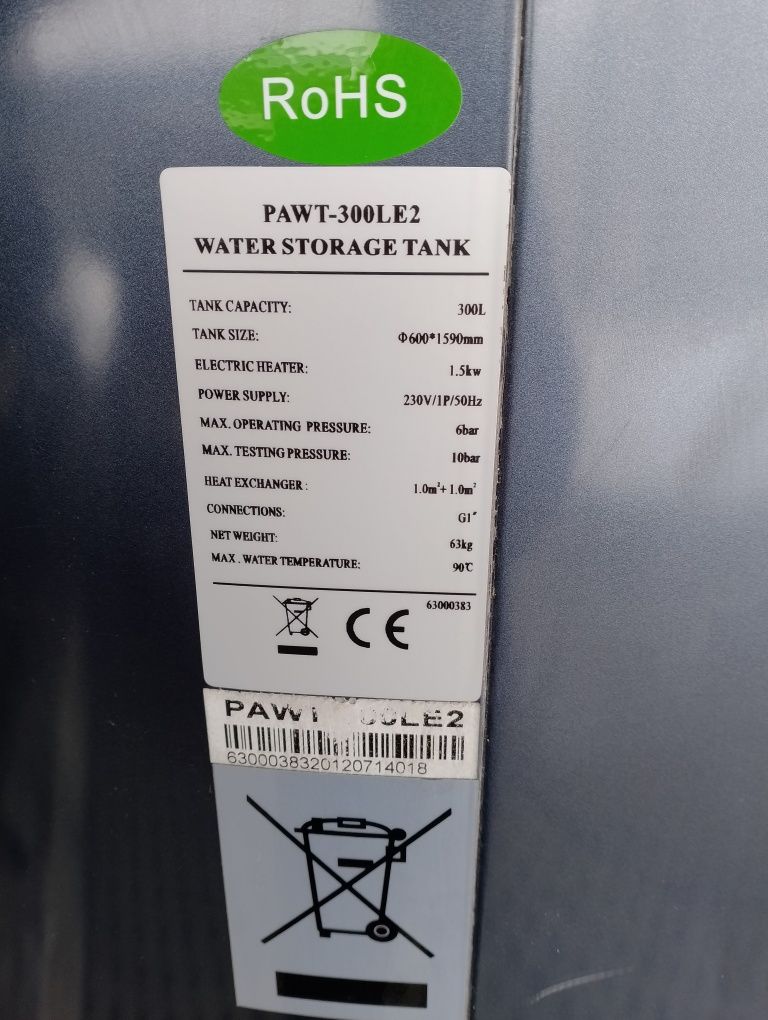 RoHS
PAWT-300LE2
WATER STORAGE TANK
TANK CAPACITY: 300L
TANK SIZE: Φ600*1590mm
ELECTRIC HEATER: 1.5kw
POWER SUPPLY: 230V/1P/50Hz
MAX. OPERATING PRESSURE: 6bar
MAX. TESTING PRESSURE: 10bar
HEAT EXCHANGER: 1.0m²+1.0m²
CONNECTIONS: G1"
NET WEIGHT: 63kg
MAX. WATER TEMPERATURE: 90℃
63000383
CE
6300038320120714018